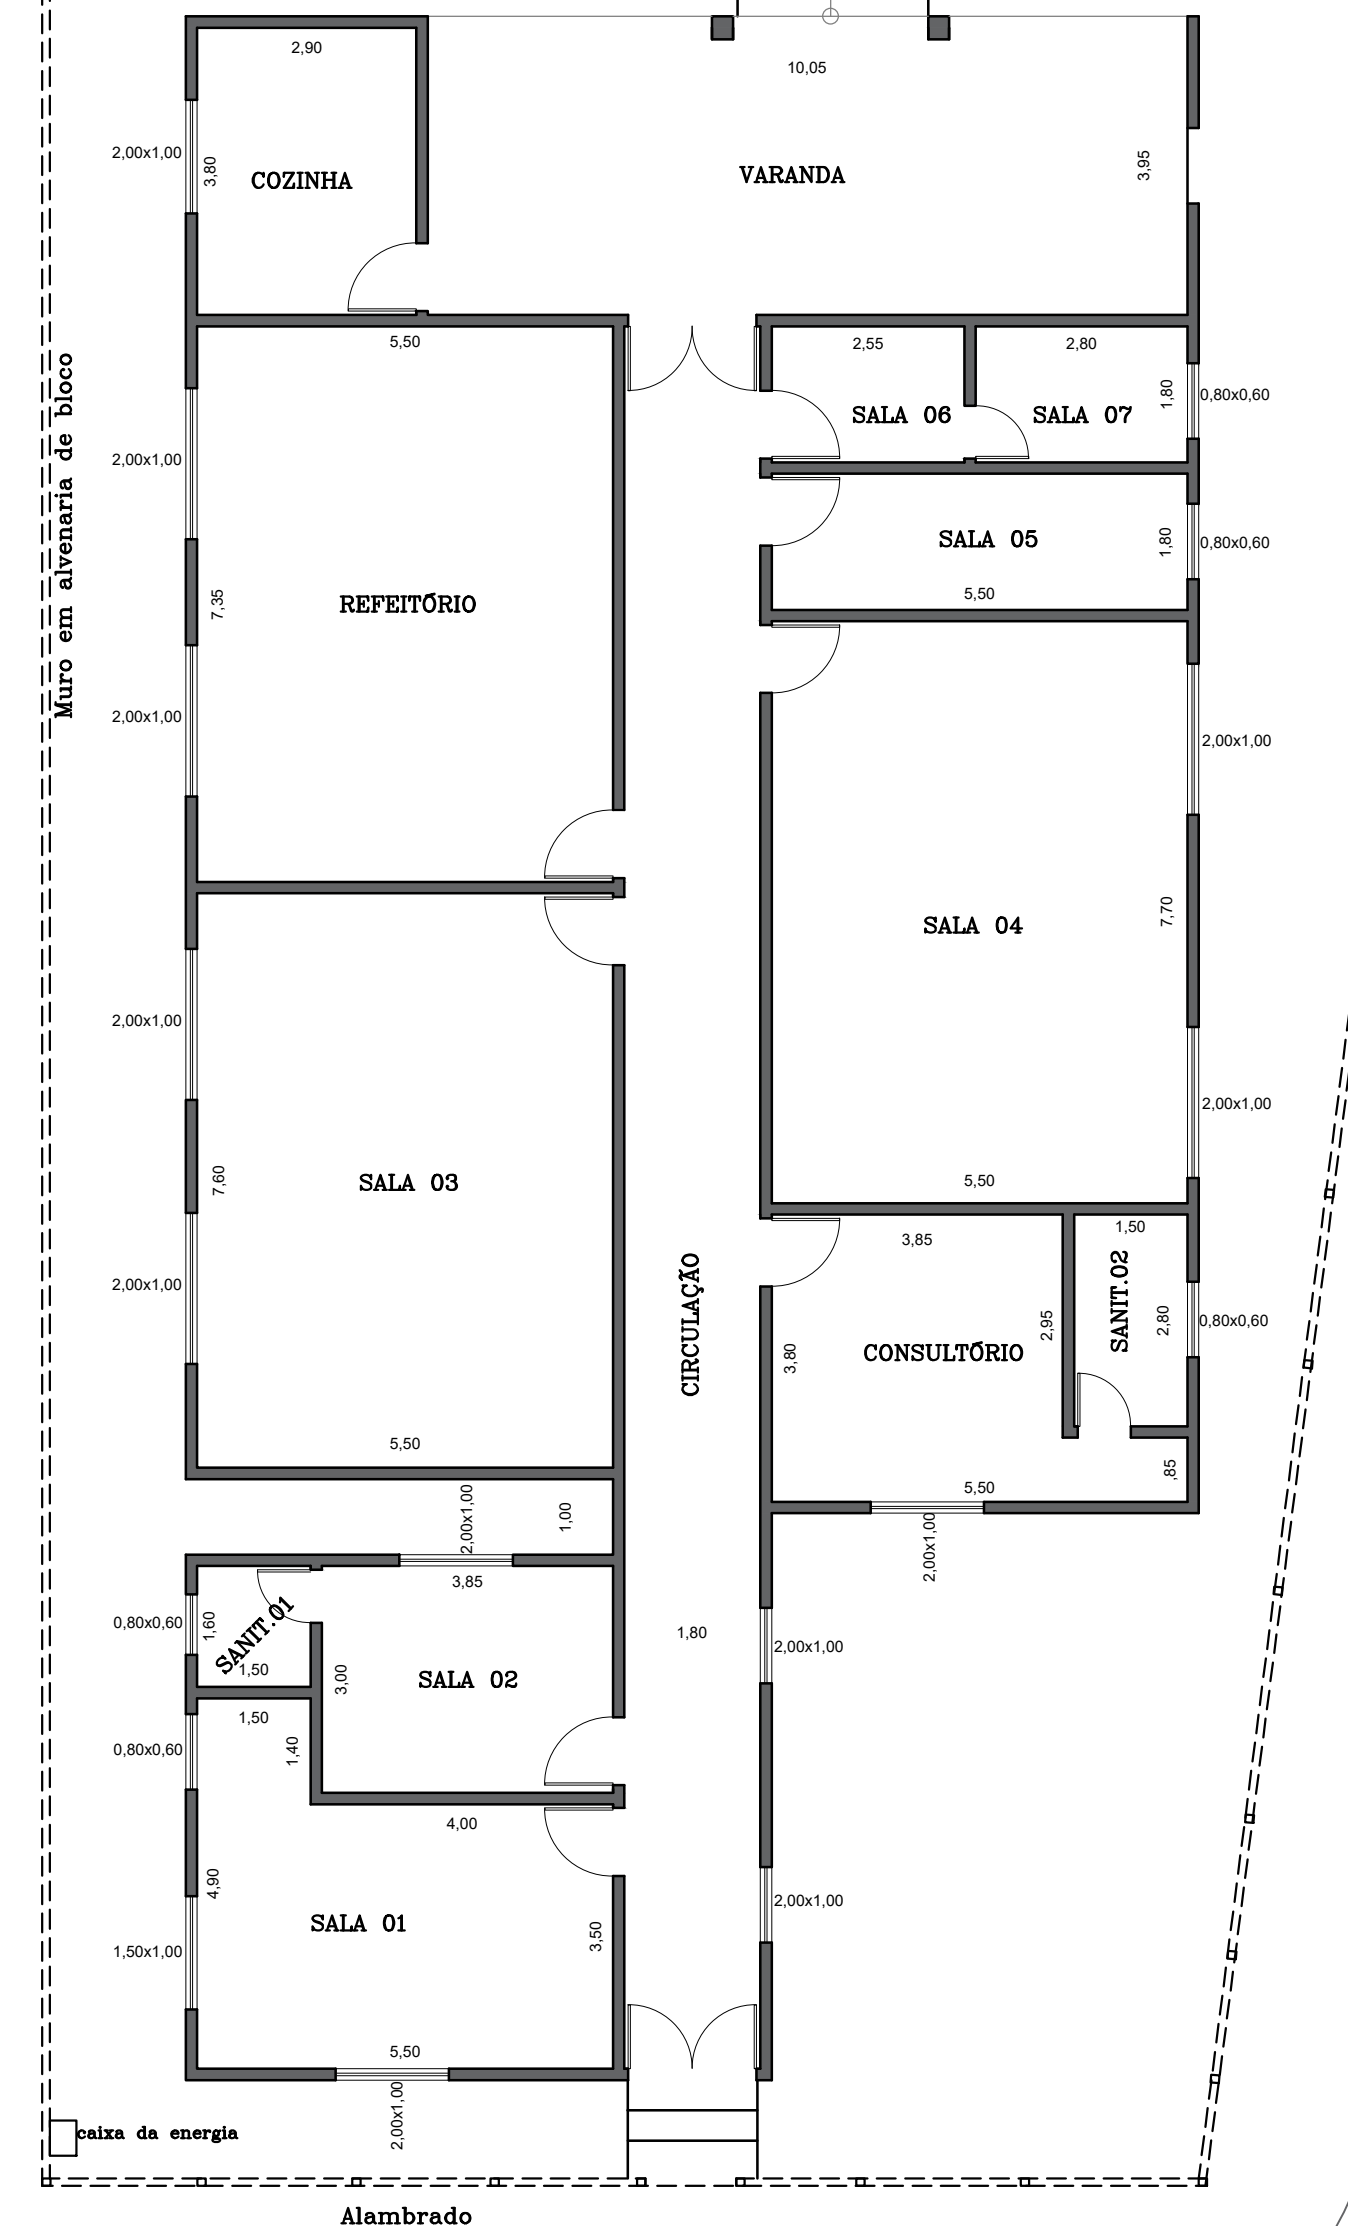 2,90
10,05
2,00x1,00
3,80
COZINHA
VARANDA
3,95
5,50
2,55
2,80
Muro em alvenaria de bloco
2,00x1,00
SALA 06
SALA 07
1,80
0,80x0,60
SALA 05
1,80
0,80x0,60
5,50
7,35
REFEITÓRIO
2,00x1,00
2,00x1,00
SALA 04
7,70
2,00x1,00
2,00x1,00
7,60
SALA 03
5,50
3,85
1,50
2,00x1,00
CIRCULAÇÃO
3,80
CONSULTÓRIO
2,95
SANIT.02
2,80
0,80x0,60
5,50
2,00x1,00
1,00
5,50
,85
2,00x1,00
3,85
0,80x0,60
1,60
SANIT.01
1,50
3,00
SALA 02
1,80
2,00x1,00
1,50
0,80x0,60
1,40
4,00
4,90
SALA 01
3,50
2,00x1,00
1,50x1,00
5,50
2,00x1,00
caixa da energia
Alambrado